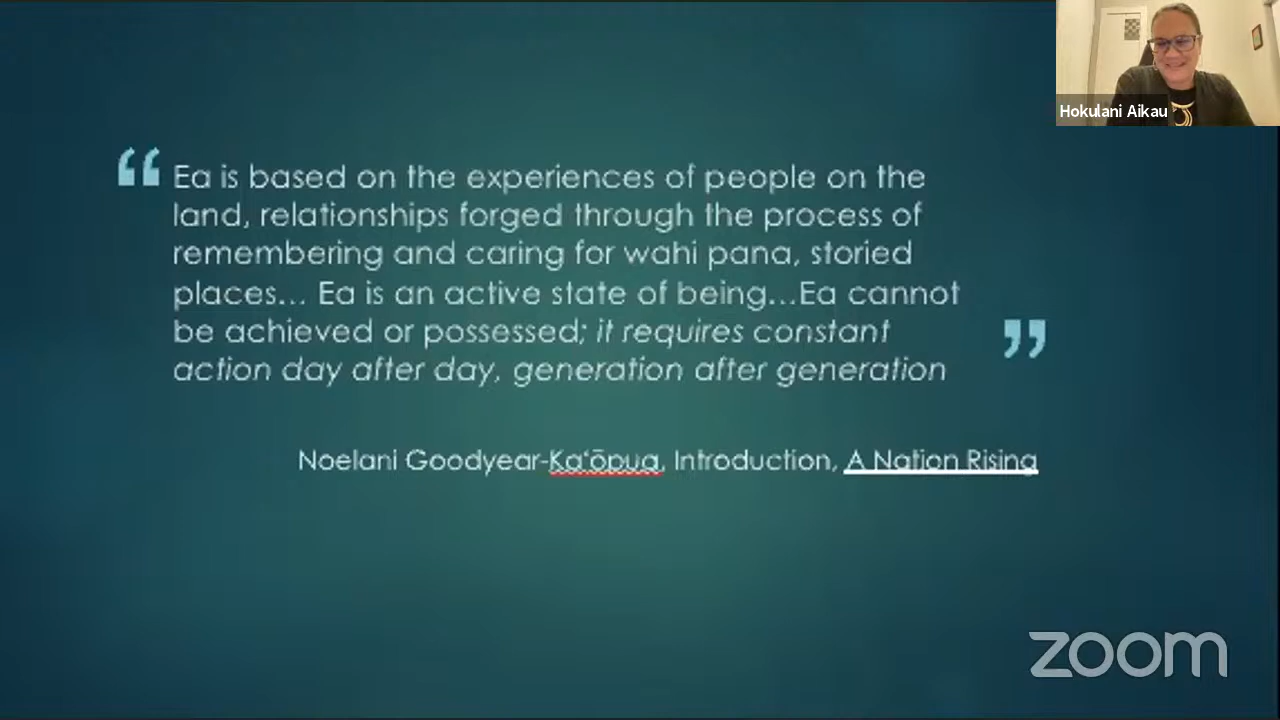 Hokulani Aikau
“ Ea is based on the experiences of people on the
land, relationships forged through the process of
remembering and caring for wahi pana, storied
places... Ea is an active state of being...Ea cannot
be achieved or possessed; it requires constant
action day after day, generation after generation ”
Noelani Goodyear-Kaʻōpua, Introduction, A Nation Rising
zoom